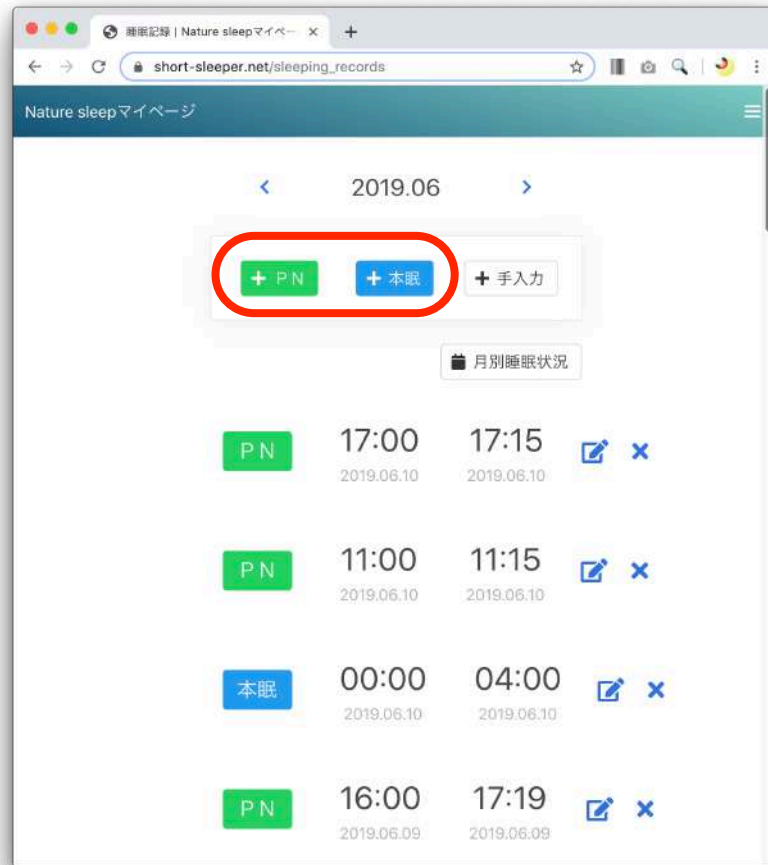 睡眠記録 | Nature sleepマイペー
short-sleeper.net/sleeping_records
Nature sleepマイページ
2019.06
PN 本眠 手入力
月別睡眠状況
PN 17:00 17:15
2019.06.10 2019.06.10
PN 11:00 11:15
2019.06.10 2019.06.10
本眠 00:00 04:00
2019.06.10 2019.06.10
PN 16:00 17:19
2019.06.09 2019.06.09